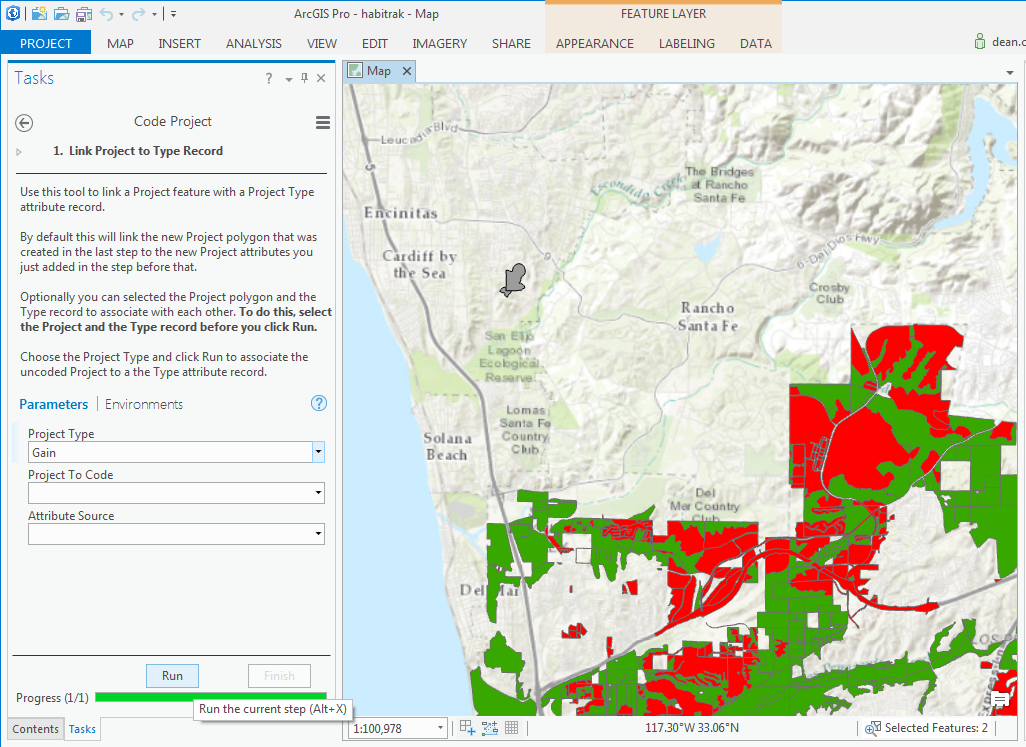 ArcGIS Pro - habitrak - Map
FEATURE LAYER
PROJECT MAP INSERT ANALYSIS VIEW EDIT IMAGERY SHARE APPEARANCE LABELING DATA
dean.c
Tasks
?
Code Project
1. Link Project to Type Record
Use this tool to link a Project feature with a Project Type
attribute record.
By default this will link the new Project polygon that was
created in the last step to the new Project attributes you
just added in the step before that.
Optionally you can selected the Project polygon and the
Type record to associate with each other. To do this, select
the Project and the Type record before you click Run.
Choose the Project Type and click Run to associate the
uncoded Project to a the Type attribute record.
Parameters | Environments
?
Project Type
Gain
Project To Code
Attribute Source
Run
Finish
Progress (1/1)
Run the current step (Alt+X)
Contents
Tasks
Map
Leucadia Blvd
5
Encinitas
Escondido Creek
The Bridges
at Rancho
Santa Fe
Cardiff by
the Sea
6-Del Dios Hwy
Crosby
Club
Rancho
Santa Fe
San Elijo
Lagoon
Ecological
Reserve
Lomas
Santa Fe
Country
Club
Solana
Beach
Del
Mar Country
Club
Del Mar
LOS P
1:100,978
117.30°W 33.06°N
Selected Features: 2